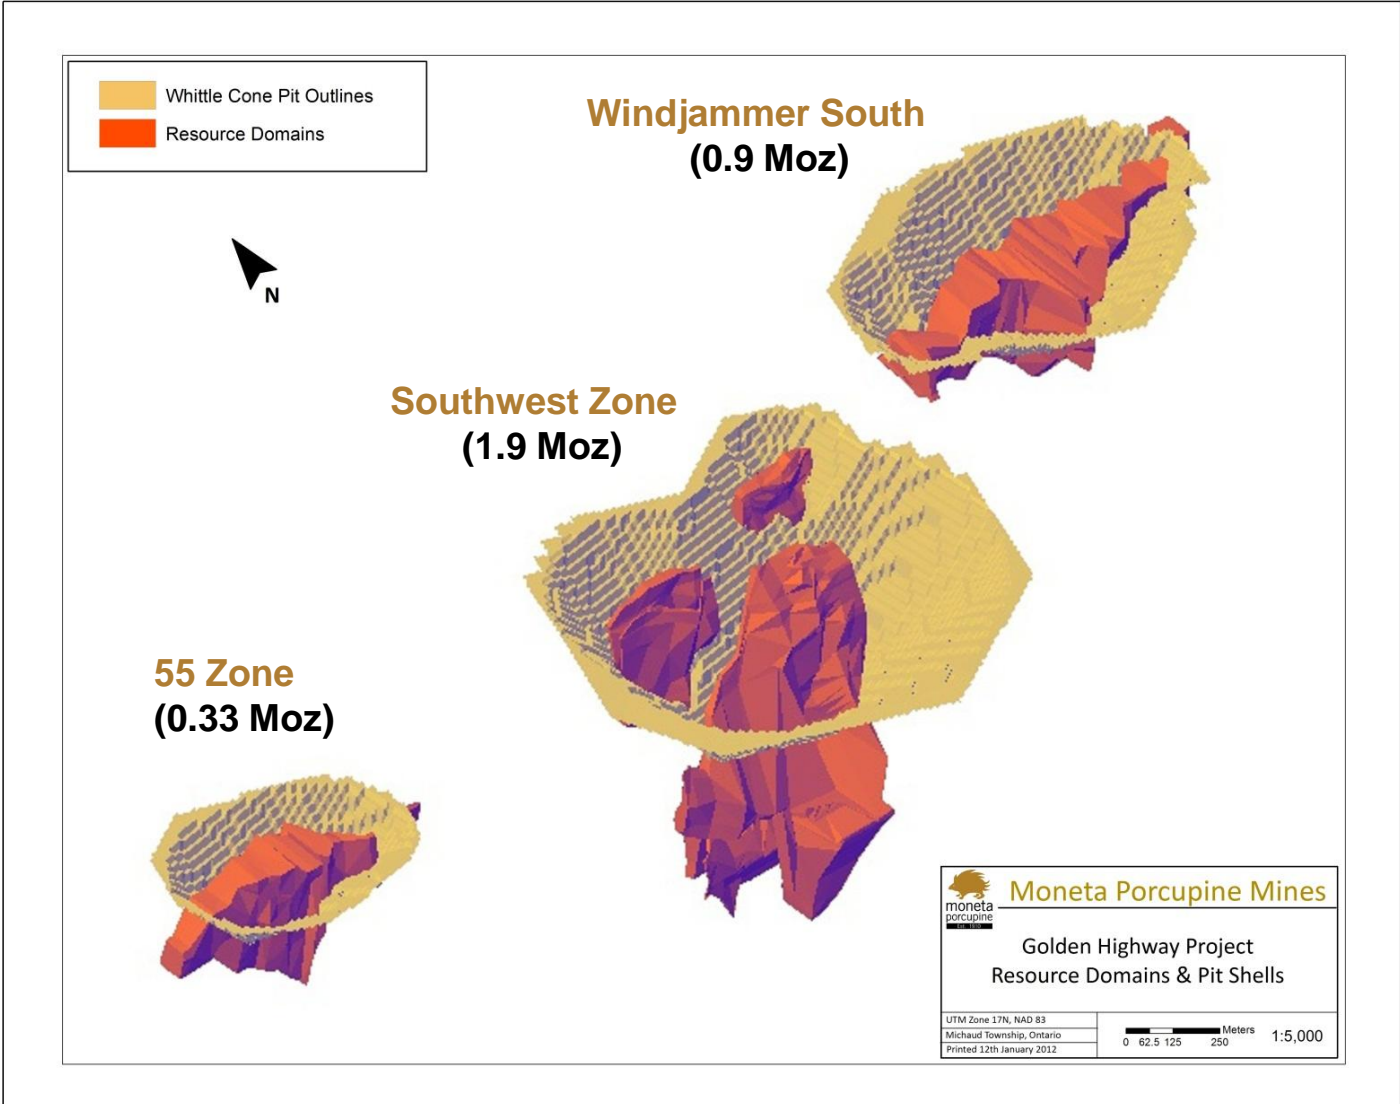 Whittle Cone Pit Outlines
Resource Domains
N
Windjammer South
(0.9 Moz)
Southwest Zone
(1.9 Moz)
55 Zone
(0.33 Moz)
moneta
porcupine
Est. 1910
Moneta Porcupine Mines
Golden Highway Project
Resource Domains & Pit Shells
UTM Zone 17N, NAD 83
Michaud Township, Ontario
Printed 12th January 2012
Meters
0 62.5 125 250
1:5,000